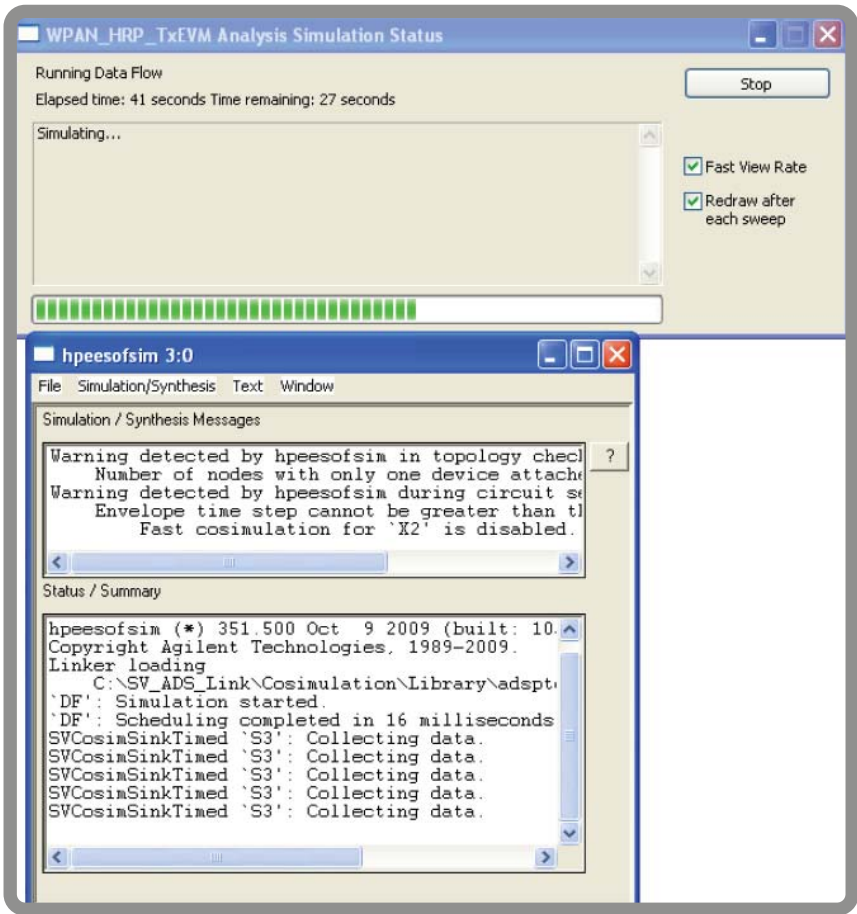 WPAN_HRP_TxEVM Analysis Simulation Status
Running Data Flow
Elapsed time: 41 seconds Time remaining: 27 seconds
Stop
Simulating...
Fast View Rate
Redraw after
each sweep
hpeesofsim 3:0
File Simulation/Synthesis Text Window
Simulation / Synthesis Messages
Warning detected by hpeesofsim in topology
Number of nodes with only one device
Warning detected by hpeesofsim during circuit
Envelope time step cannot be greater than
Fast cosimulation for `X2' is disabled.
?
Status / Summary
hpeesofsim (*) 351.500 Oct 9 2009 (built: 10
Copyright Agilent Technologies, 1989-2009.
Linker loading
C:\SV_ADS_Link\Cosimulation\Library\adspt
`DF': Simulation started.
`DF': Scheduling completed in 16 milliseconds
SVCosimSinkTimed `S3': Collecting data.
SVCosimSinkTimed `S3': Collecting data.
SVCosimSinkTimed `S3': Collecting data.
SVCosimSinkTimed `S3': Collecting data.
SVCosimSinkTimed `S3': Collecting data.